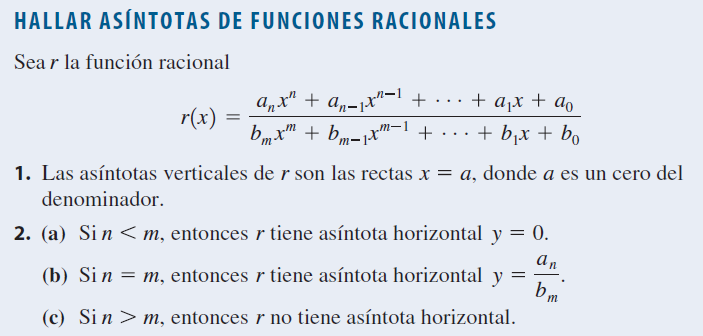 HALLAR ASÍNTOTAS DE FUNCIONES RACIONALES
Sea r la función racional
r(x) = (aₙxⁿ + aₙ₋₁xⁿ⁻¹ + · · · + a₁x + a₀) / (bₘxᵐ + bₘ₋₁xᵐ⁻¹ + · · · + b₁x + b₀)
1. Las asíntotas verticales de r son las rectas x = a, donde a es un cero del
denominador.
2. (a) Si n < m, entonces r tiene asíntota horizontal y = 0.
(b) Si n = m, entonces r tiene asíntota horizontal y = aₙ/bₘ.
(c) Si n > m, entonces r no tiene asíntota horizontal.